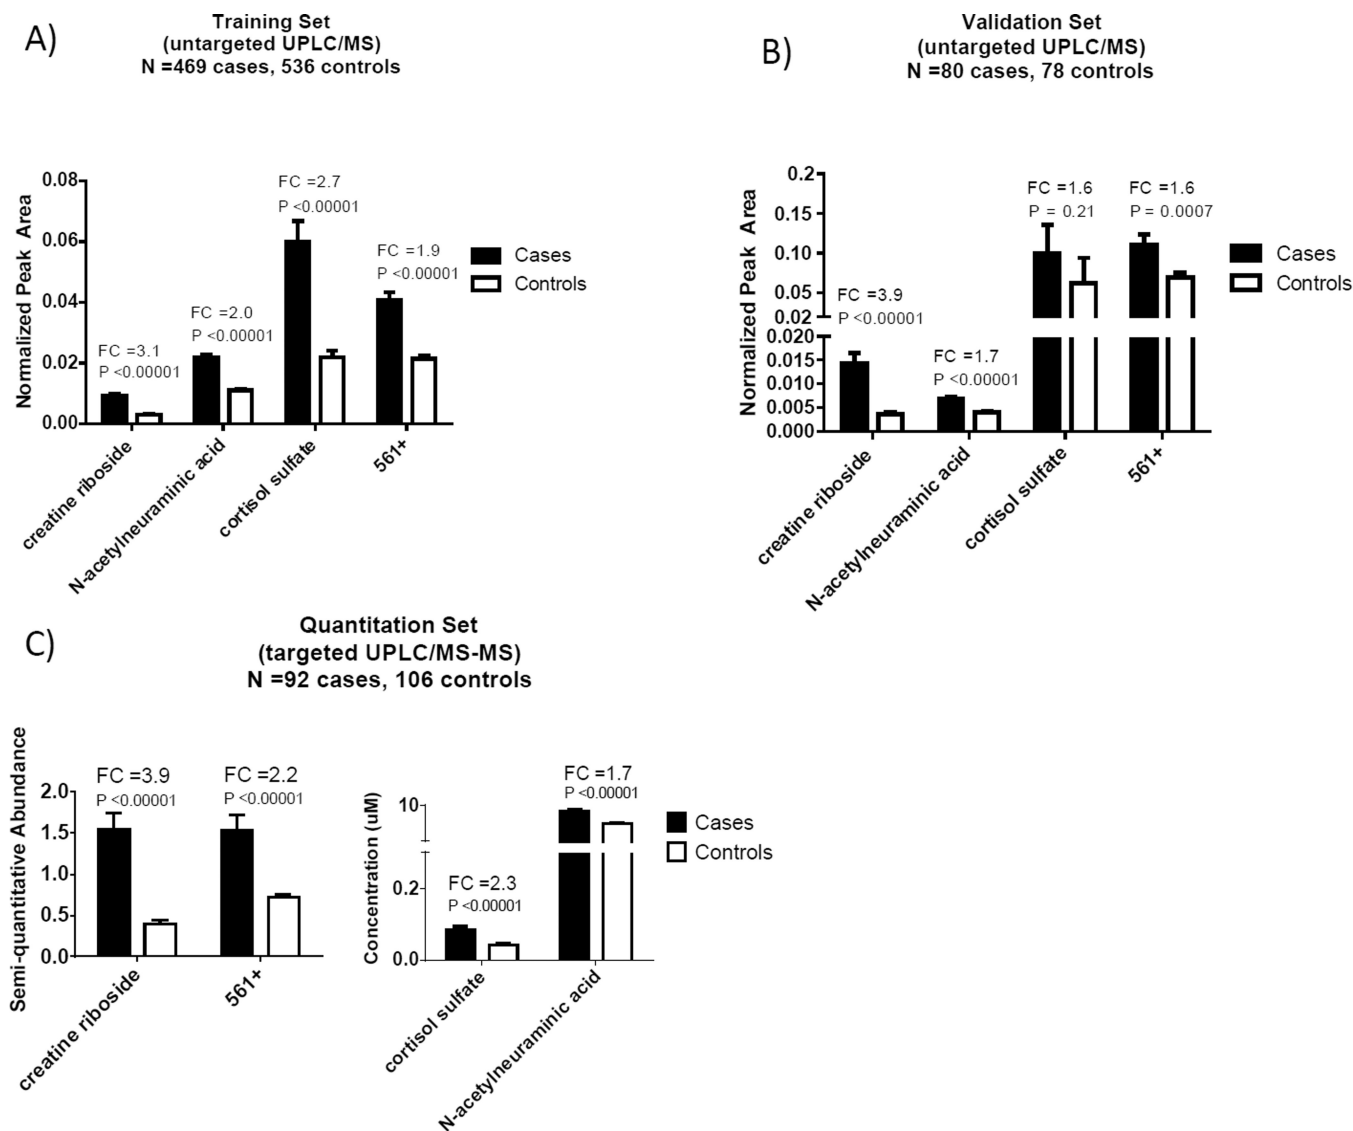 A)
Training Set
(untargeted UPLC/MS)
N =469 cases, 536 controls
Normalized Peak Area
0.08
0.06
0.04
0.02
0.00
FC =3.1
P <0.00001
FC =2.0
P <0.00001
FC =2.7
P <0.00001
FC =1.9
P <0.00001
Cases
Controls
creatine riboside
N-acetylneuraminic acid
cortisol sulfate
561+
B)
Validation Set
(untargeted UPLC/MS)
N =80 cases, 78 controls
Normalized Peak Area
0.2
0.15
0.10
0.05
0.02
0.020
0.015
0.010
0.005
0.000
FC =3.9
P <0.00001
FC =1.7
P <0.00001
FC =1.6
P = 0.21
FC =1.6
P = 0.0007
Cases
Controls
creatine riboside
N-acetylneuraminic acid
cortisol sulfate
561+
C)
Quantitation Set
(targeted UPLC/MS-MS)
N =92 cases, 106 controls
Semi-quantitative Abundance
2.0
1.5
1.0
0.5
0.0
FC =3.9
P <0.00001
FC =2.2
P <0.00001
creatine riboside
561+
Concentration (uM)
10
0.2
0.0
FC =2.3
P <0.00001
FC =1.7
P <0.00001
Cases
Controls
cortisol sulfate
N-acetylneuraminic acid